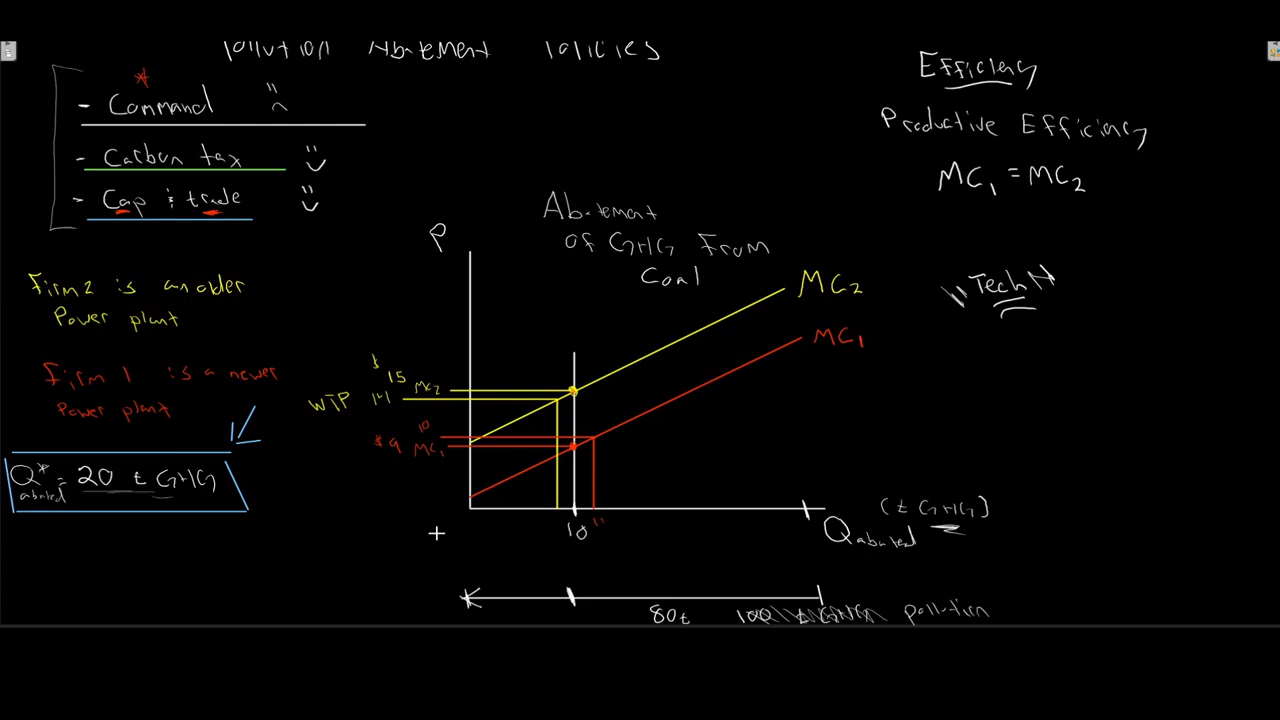 Pollution Abatement Policies
- Command
- Carbon tax
- Cap & trade
Efficiency
Productive Efficiency
MC1 = MC2
"Tech N"
Firm 2 is an older
Power plant
Firm 1 is a newer
Power plant
Q* abated = 20 t GHG
P
Abatement
of GHG From
Coal
MC2
MC1
$
15 MC2
WTP 14
10
$9 MC1
10 11
Q abated (t GHG)
80t pollution